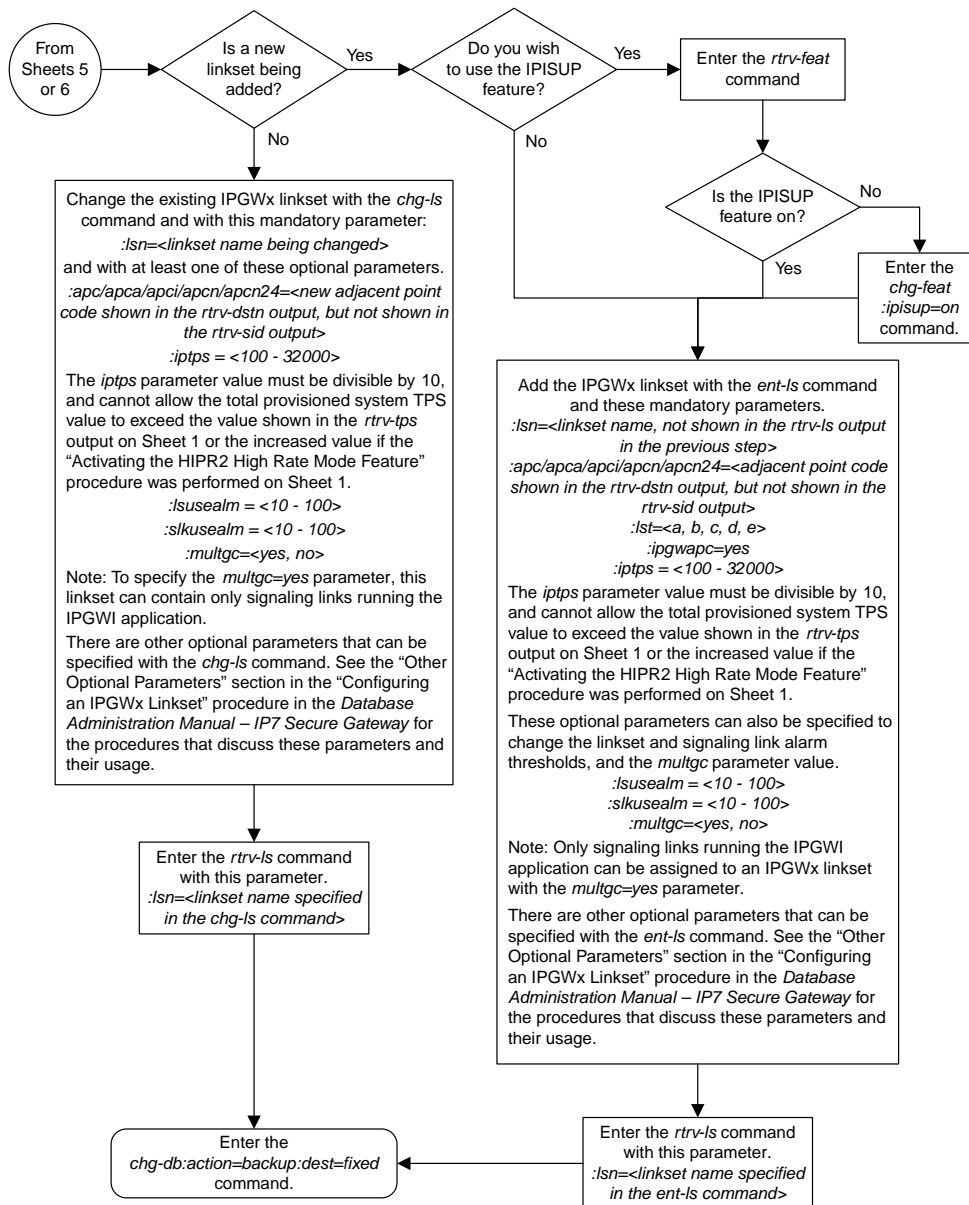 From
Sheets 5
or 6
Is a new
linkset being
added?
Yes
No
Do you wish
to use the IPISUP
feature?
Yes
No
Enter the rtrv-feat
command
Is the IPISUP
feature on?
No
Yes
Enter the
chg-feat
:ipisup=on
command.
Change the existing IPGWx linkset with the chg-ls
command and with this mandatory parameter:
:lsn=<linkset name being changed>
and with at least one of these optional parameters.
:apc/apca/apci/apcn/apcn24=<new adjacent point
code shown in the rtrv-dstn output, but not shown in
the rtrv-sid output>
:iptps = <100 - 32000>
The iptps parameter value must be divisible by 10,
and cannot allow the total provisioned system TPS
value to exceed the value shown in the rtrv-tps
output on Sheet 1 or the increased value if the
“Activating the HIPR2 High Rate Mode Feature”
procedure was performed on Sheet 1.
:lsusealm = <10 - 100>
:slkusealm = <10 - 100>
:multgc=<yes, no>
Note: To specify the multgc=yes parameter, this
linkset can contain only signaling links running the
IPGWI application.
There are other optional parameters that can be
specified with the chg-ls command. See the “Other
Optional Parameters” section in the “Configuring
an IPGWx Linkset” procedure in the Database
Administration Manual – IP7 Secure Gateway for
the procedures that discuss these parameters and
their usage.
Add the IPGWx linkset with the ent-ls command
and these mandatory parameters.
:lsn=<linkset name, not shown in the rtrv-ls output
in the previous step>
:apc/apca/apci/apcn/apcn24=<adjacent point code
shown in the rtrv-dstn output, but not shown in the
rtrv-sid output>
:lst=<a, b, c, d, e>
:ipgwapc=yes
:iptps = <100 - 32000>
The iptps parameter value must be divisible by 10,
and cannot allow the total provisioned system TPS
value to exceed the value shown in the rtrv-tps
output on Sheet 1 or the increased value if the
“Activating the HIPR2 High Rate Mode Feature”
procedure was performed on Sheet 1.
These optional parameters can also be specified to
change the linkset and signaling link alarm
thresholds, and the multgc parameter value.
:lsusealm = <10 - 100>
:slkusealm = <10 - 100>
:multgc=<yes, no>
Note: Only signaling links running the IPGWI
application can be assigned to an IPGWx linkset
with the multgc=yes parameter.
There are other optional parameters that can be
specified with the ent-ls command. See the “Other
Optional Parameters” section in the “Configuring
an IPGWx Linkset” procedure in the Database
Administration Manual – IP7 Secure Gateway for
the procedures that discuss these parameters and
their usage.
Enter the rtrv-ls command
with this parameter.
:lsn=<linkset name specified
in the chg-ls command>
Enter the
chg-db:action=backup:dest=fixed
command.
Enter the rtrv-ls command
with this parameter.
:lsn=<linkset name specified
in the ent-ls command>